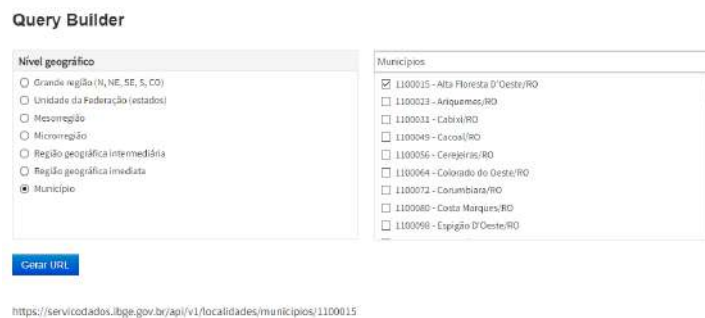 Query Builder
Nível geográfico
Grande região (N, NE, SE, S, CO)
Unidade da Federação (estados)
Mesorregião
Microrregião
Região geográfica intermediária
Região geográfica imediata
Município
Municípios
1100015 - Alta Floresta D'Oeste/RO
1100023 - Ariquemes/RO
1100031 - Cabixi/RO
1100049 - Cacoal/RO
1100056 - Cerejeiras/RO
1100064 - Colorado do Oeste/RO
1100072 - Corumbiara/RO
1100080 - Costa Marques/RO
1100098 - Espigão D'Oeste/RO
Gerar URL
https://servicodados.ibge.gov.br/api/v1/localidades/municipios/1100015